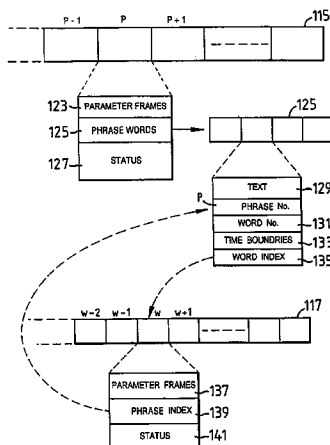 P-1 P P+1
115
123 PARAMETER FRAMES
125 PHRASE WORDS
127 STATUS
125
TEXT 129
P PHRASE No.
WORD No. 131
TIME BOUNDRIES 133
WORD INDEX 135
w-2 w-1 w w+1
117
PARAMETER FRAMES 137
PHRASE INDEX 139
STATUS 141